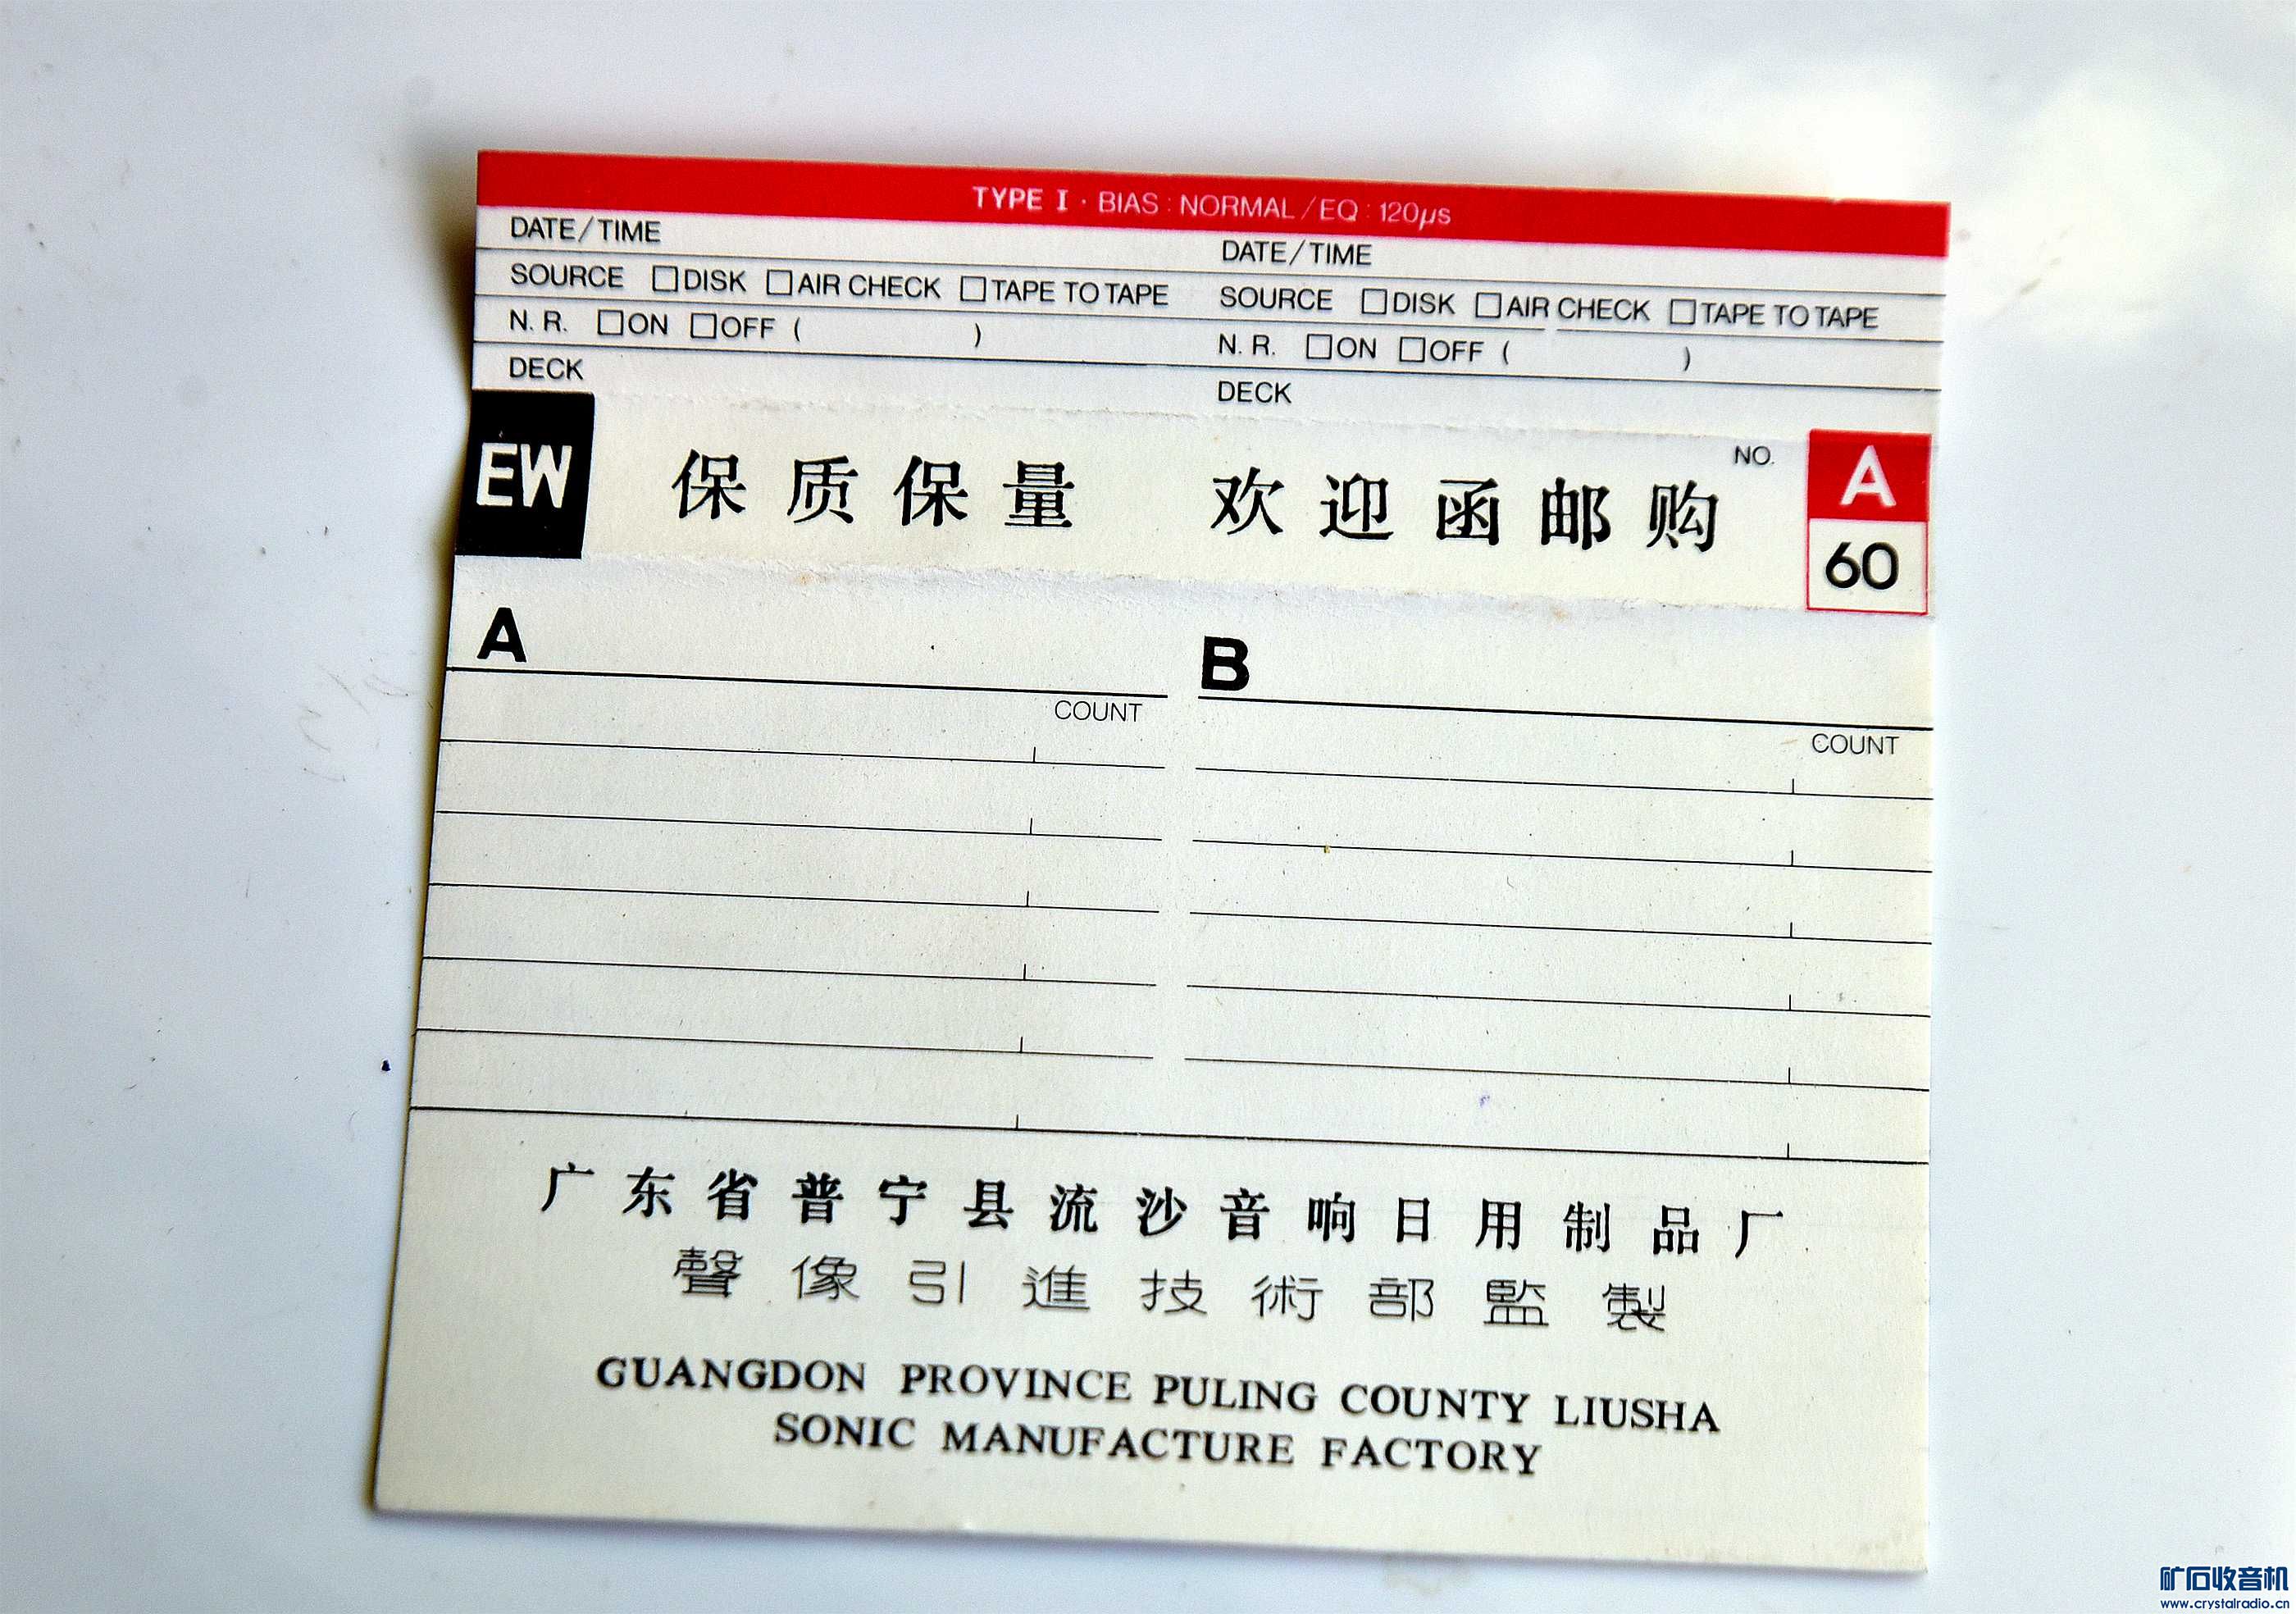 TYPE I · BIAS : NORMAL / EQ : 120µs
DATE/TIME DATE/TIME
SOURCE □DISK □AIR CHECK □TAPE TO TAPE SOURCE □DISK □AIR CHECK □TAPE TO TAPE
N. R. □ON □OFF ( ) N. R. □ON □OFF ( )
DECK DECK
EW 保质保量 欢迎函邮购 NO. A
60
A B
COUNT COUNT
广东省普宁县流沙音响日用制品厂
聲像引進技術部監製
GUANGDON PROVINCE PULING COUNTY LIUSHA
SONIC MANUFACTURE FACTORY
矿石收音机
www.crystalradio.cn